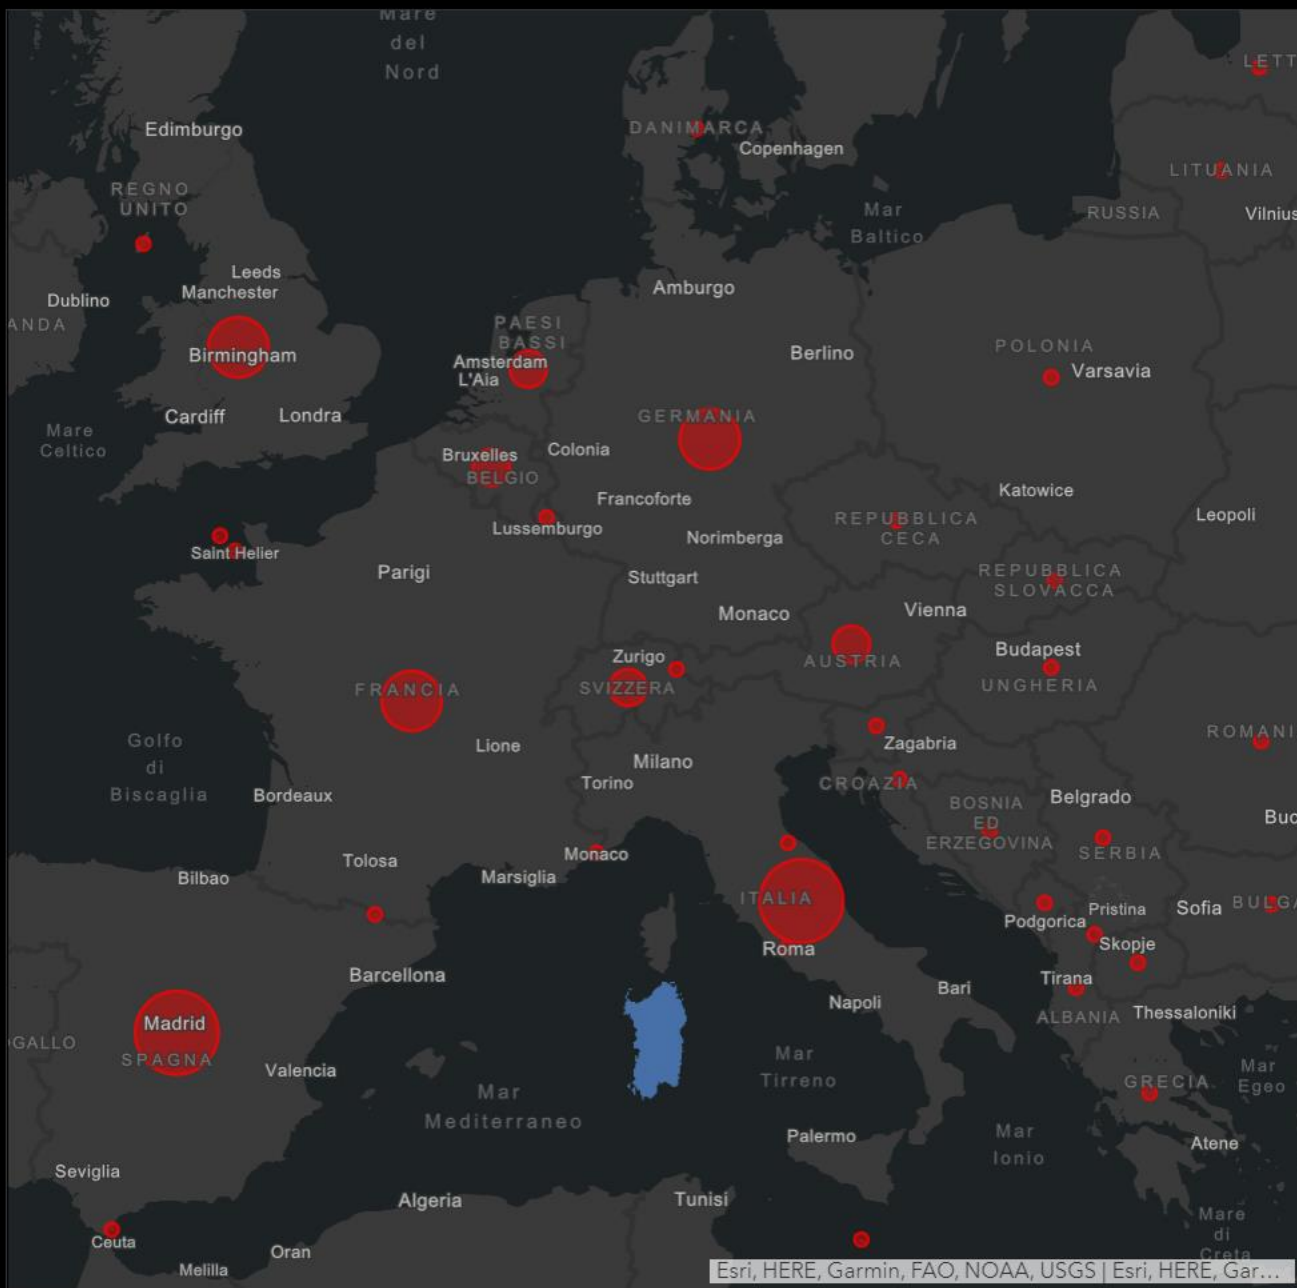 Mare
del
Nord
LETT
Edimburgo
DANIMARCA
Copenhagen
LITUANIA
REGNO
UNITO
Mar
Baltico
RUSSIA
Vilnius
Leeds
Manchester
Dublino
ANDA
Amburgo
PAESI
BASSI
Birmingham
Amsterdam
L'Aia
Berlino
POLONIA
Varsavia
Cardiff
Londra
GERMANIA
Mare
Celtico
Bruxelles
BELGIO
Colonia
Francoforte
Katowice
Leopoli
Lussemburgo
Norimberga
REPUBBLICA
CECA
Saint Helier
Parigi
Stuttgart
REPUBBLICA
SLOVACCA
Monaco
Vienna
Zurigo
AUSTRIA
Budapest
UNGHERIA
FRANCIA
SVIZZERA
Golfo
di
Biscaglia
Lione
Milano
Torino
Zagabria
ROMANI
CROAZIA
Bordeaux
BOSNIA
ED
ERZEGOVINA
Belgrado
Buc
SERBIA
Tolosa
Monaco
Bilbao
Marsiglia
ITALIA
Podgorica
Pristina
Sofia
BULGA
Roma
Skopje
Barcellona
Tirana
Napoli
Bari
ALBANIA
Thessaloniki
Madrid
SPAGNA
OGALLO
Valencia
Mar
Mediterraneo
Mar
Tirreno
GRECIA
Mar
Egeo
Palermo
Mar
Ionio
Atene
Seviglia
Algeria
Tunisi
Ceuta
Oran
Melilla
Mare
di
Creta
Esri, HERE, Garmin, FAO, NOAA, USGS | Esri, HERE, Gar...